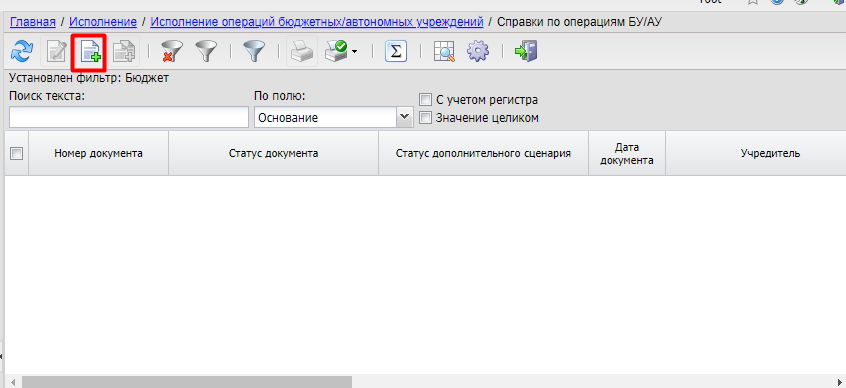 Главная / Исполнение / Исполнение операций бюджетных/автономных учреждений / Справки по операциям БУ/АУ
Установлен фильтр: Бюджет
Поиск текста:
По полю:
С учетом регистра
Основание
Значение целиком
Номер документа
Статус документа
Статус дополнительного сценария
Дата
документа
Учредитель